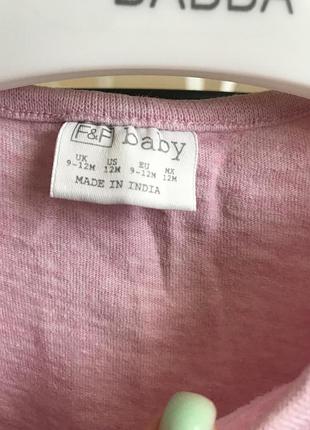 F&F baby
UK US EU MX
9-12M 12M 9-12M 12M
MADE IN INDIA